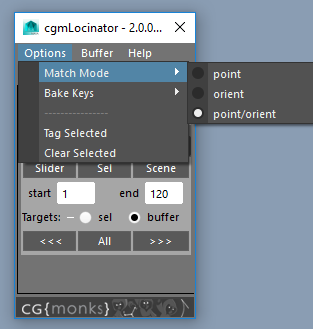 cgmLocinator - 2.0.0...
Options Buffer Help
Match Mode
point
Bake Keys
orient
point/orient
Tag Selected
Clear Selected
Slider Sel Scene
start 1 end 120
Targets: sel buffer
<<< All >>>
CG{monks}